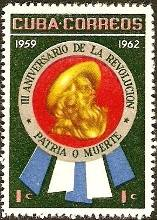 CUBA·CORREOS
1959 1962
III ANIVERSARIO DE LA REVOLUCION
PATRIA O MUERTE
1c 1c